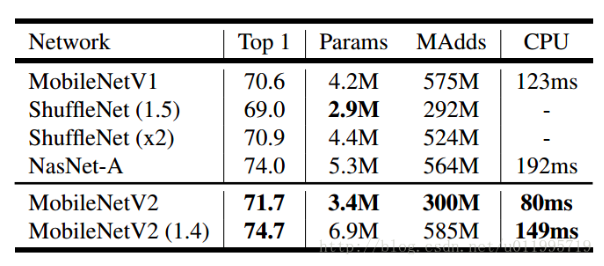 Network Top 1 Params MAdds CPU
MobileNetV1 70.6 4.2M 575M 123ms
ShuffleNet (1.5) 69.0 2.9M 292M -
ShuffleNet (x2) 70.9 4.4M 524M -
NasNet-A 74.0 5.3M 564M 192ms
MobileNetV2 71.7 3.4M 300M 80ms
MobileNetV2 (1.4) 74.7 6.9M 585M 149ms
http://blog.csdn.net/u011995719